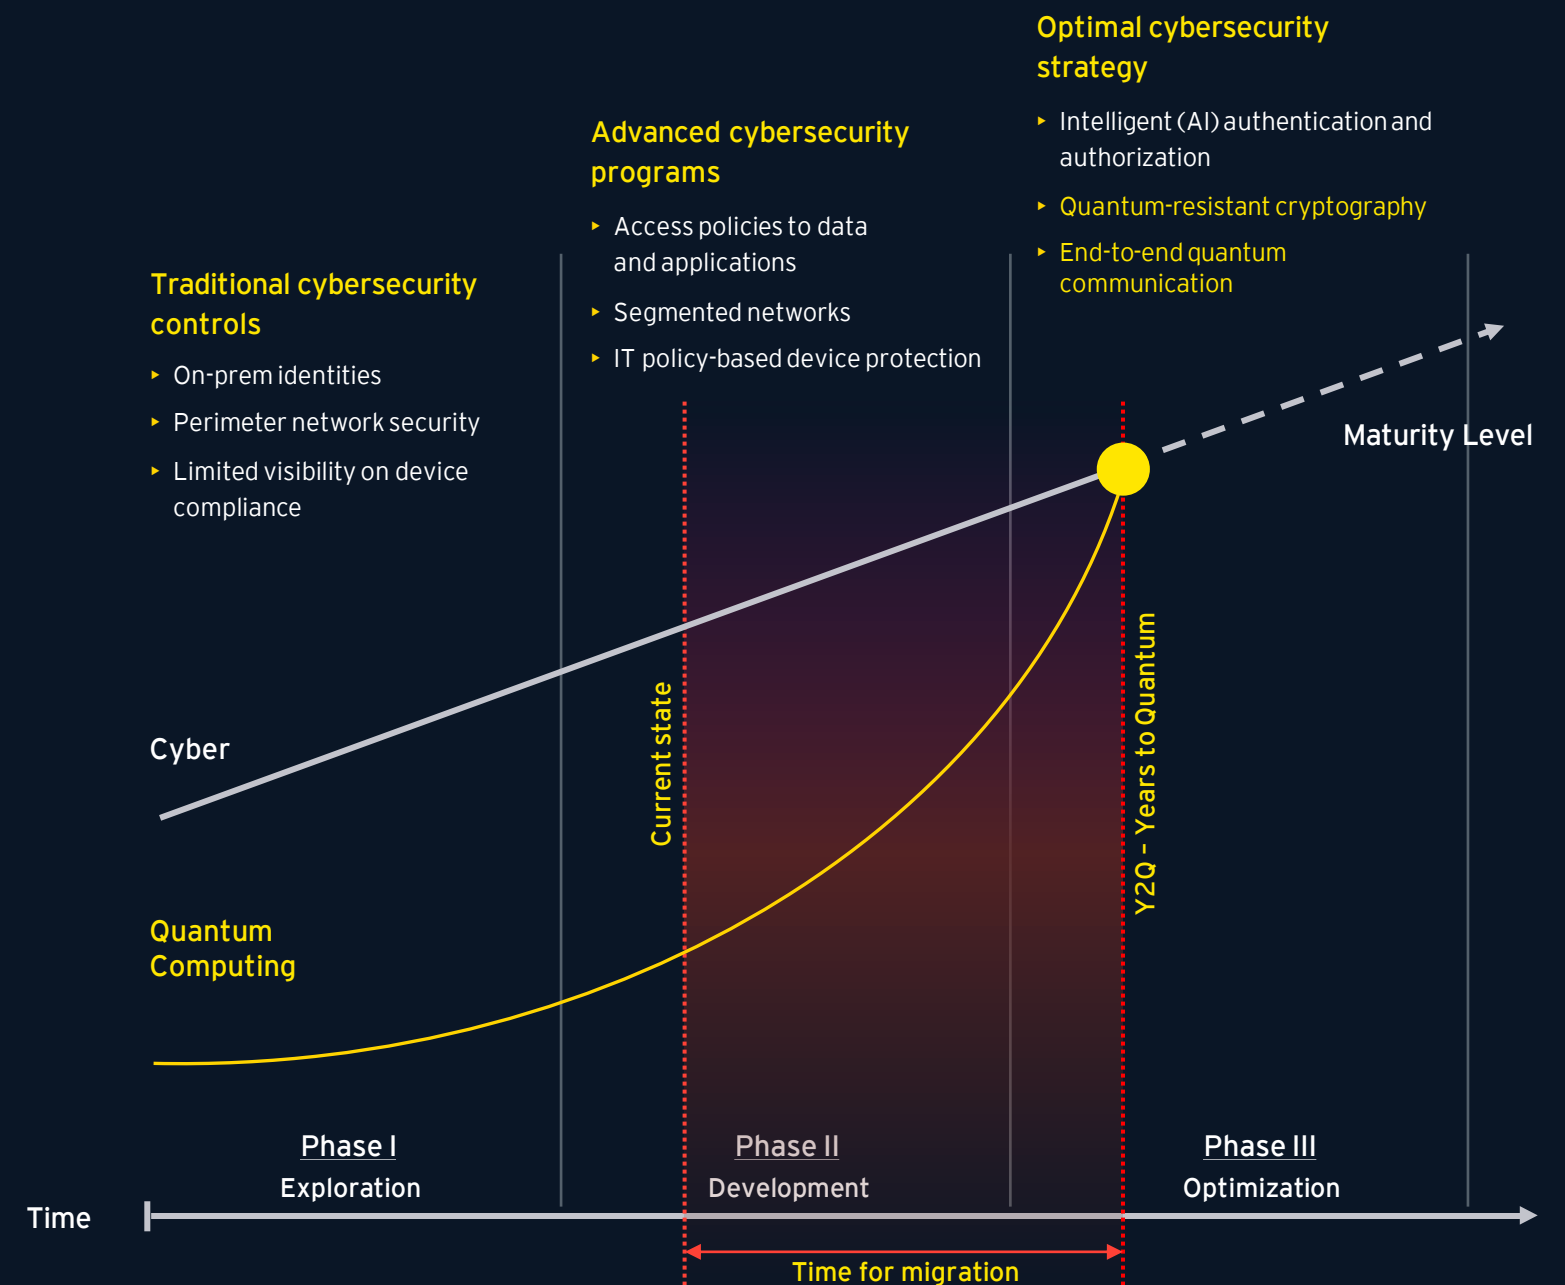 Optimal cybersecurity
strategy
Intelligent (AI) authentication and
authorization
Quantum-resistant cryptography
End-to-end quantum
communication
Advanced cybersecurity
programs
Access policies to data
and applications
Segmented networks
IT policy-based device protection
Traditional cybersecurity
controls
On-prem identities
Perimeter network security
Limited visibility on device
compliance
Maturity Level
Cyber
Current state
Y2Q – Years to Quantum
Quantum
Computing
Phase I
Exploration
Phase II
Development
Phase III
Optimization
Time
Time for migration